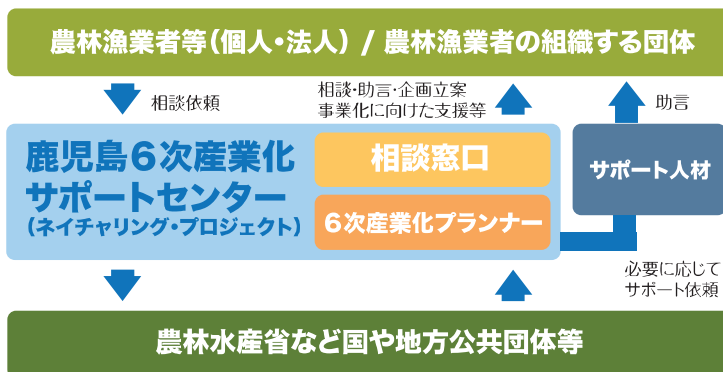 農林漁業者等（個人・法人） / 農林漁業者の組織する団体
相談依頼
相談・助言・企画立案
事業化に向けた支援等
助言
鹿児島６次産業化
サポートセンター
（ネイチャリング・プロジェクト）
相談窓口
６次産業化プランナー
サポート人材
必要に応じて
サポート依頼
農林水産省など国や地方公共団体等